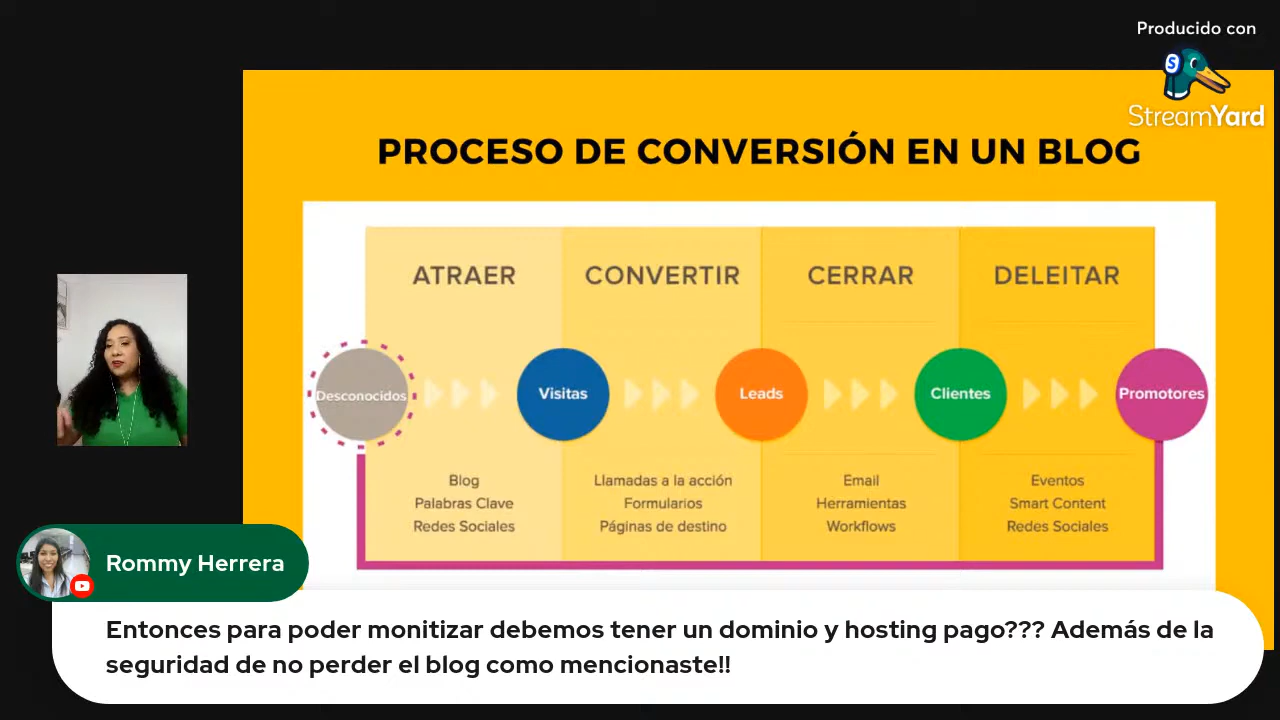 Producido con
StreamYard
PROCESO DE CONVERSIÓN EN UN BLOG
ATRAER
CONVERTIR
CERRAR
DELEITAR
Desconocidos
Visitas
Leads
Clientes
Promotores
Blog
Palabras Clave
Redes Sociales
Llamadas a la acción
Formularios
Páginas de destino
Email
Herramientas
Workflows
Eventos
Smart Content
Redes Sociales
Rommy Herrera
Entonces para poder monitizar debemos tener un dominio y hosting pago??? Además de la
seguridad de no perder el blog como mencionaste!!